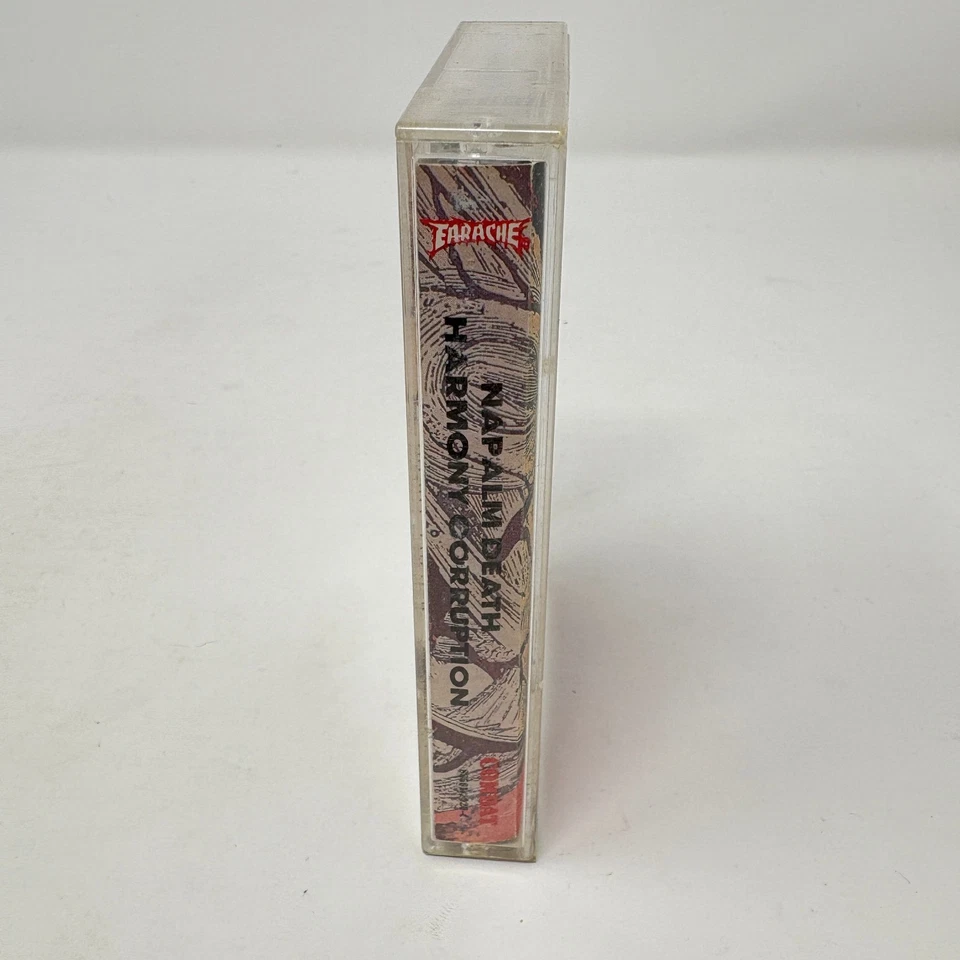 EARACHE
NAPALM DEATH
HARMONY CORRUPTION
COMBAT